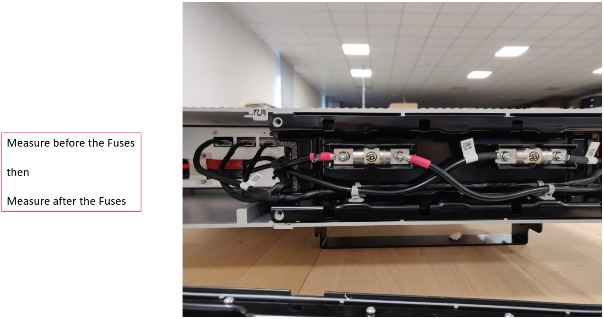 Measure before the Fuses
then
Measure after the Fuses